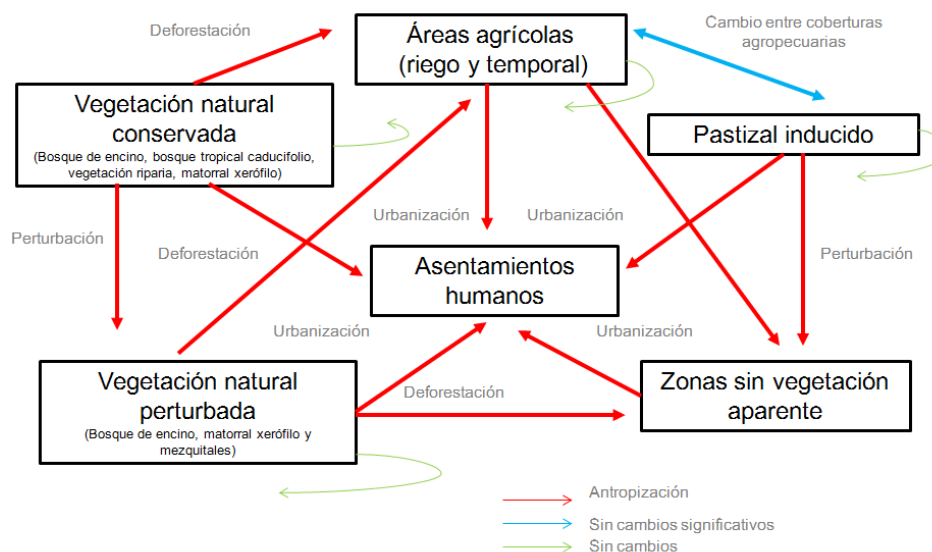 Deforestación
Áreas agrícolas
(riego y temporal)
Cambio entre coberturas
agropecuarias
Vegetación natural
conservada
(Bosque de encino, bosque tropical caducifolio,
vegetación riparia, matorral xerófilo)
Pastizal inducido
Perturbación
Deforestación
Urbanización
Urbanización
Perturbación
Asentamientos
humanos
Urbanización
Urbanización
Vegetación natural
perturbada
(Bosque de encino, matorral xerófilo y
mezquitales)
Deforestación
Zonas sin vegetación
aparente
Antropización
Sin cambios significativos
Sin cambios